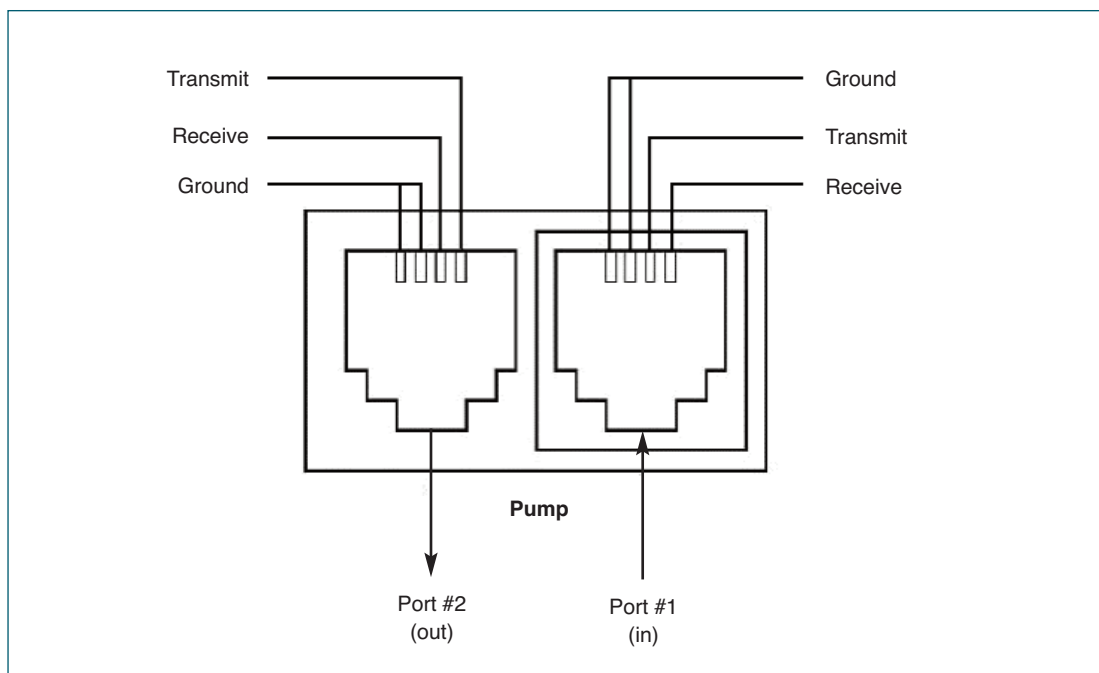 Transmit
Receive
Ground
Ground
Transmit
Receive
Pump
Port #2
(out)
Port #1
(in)